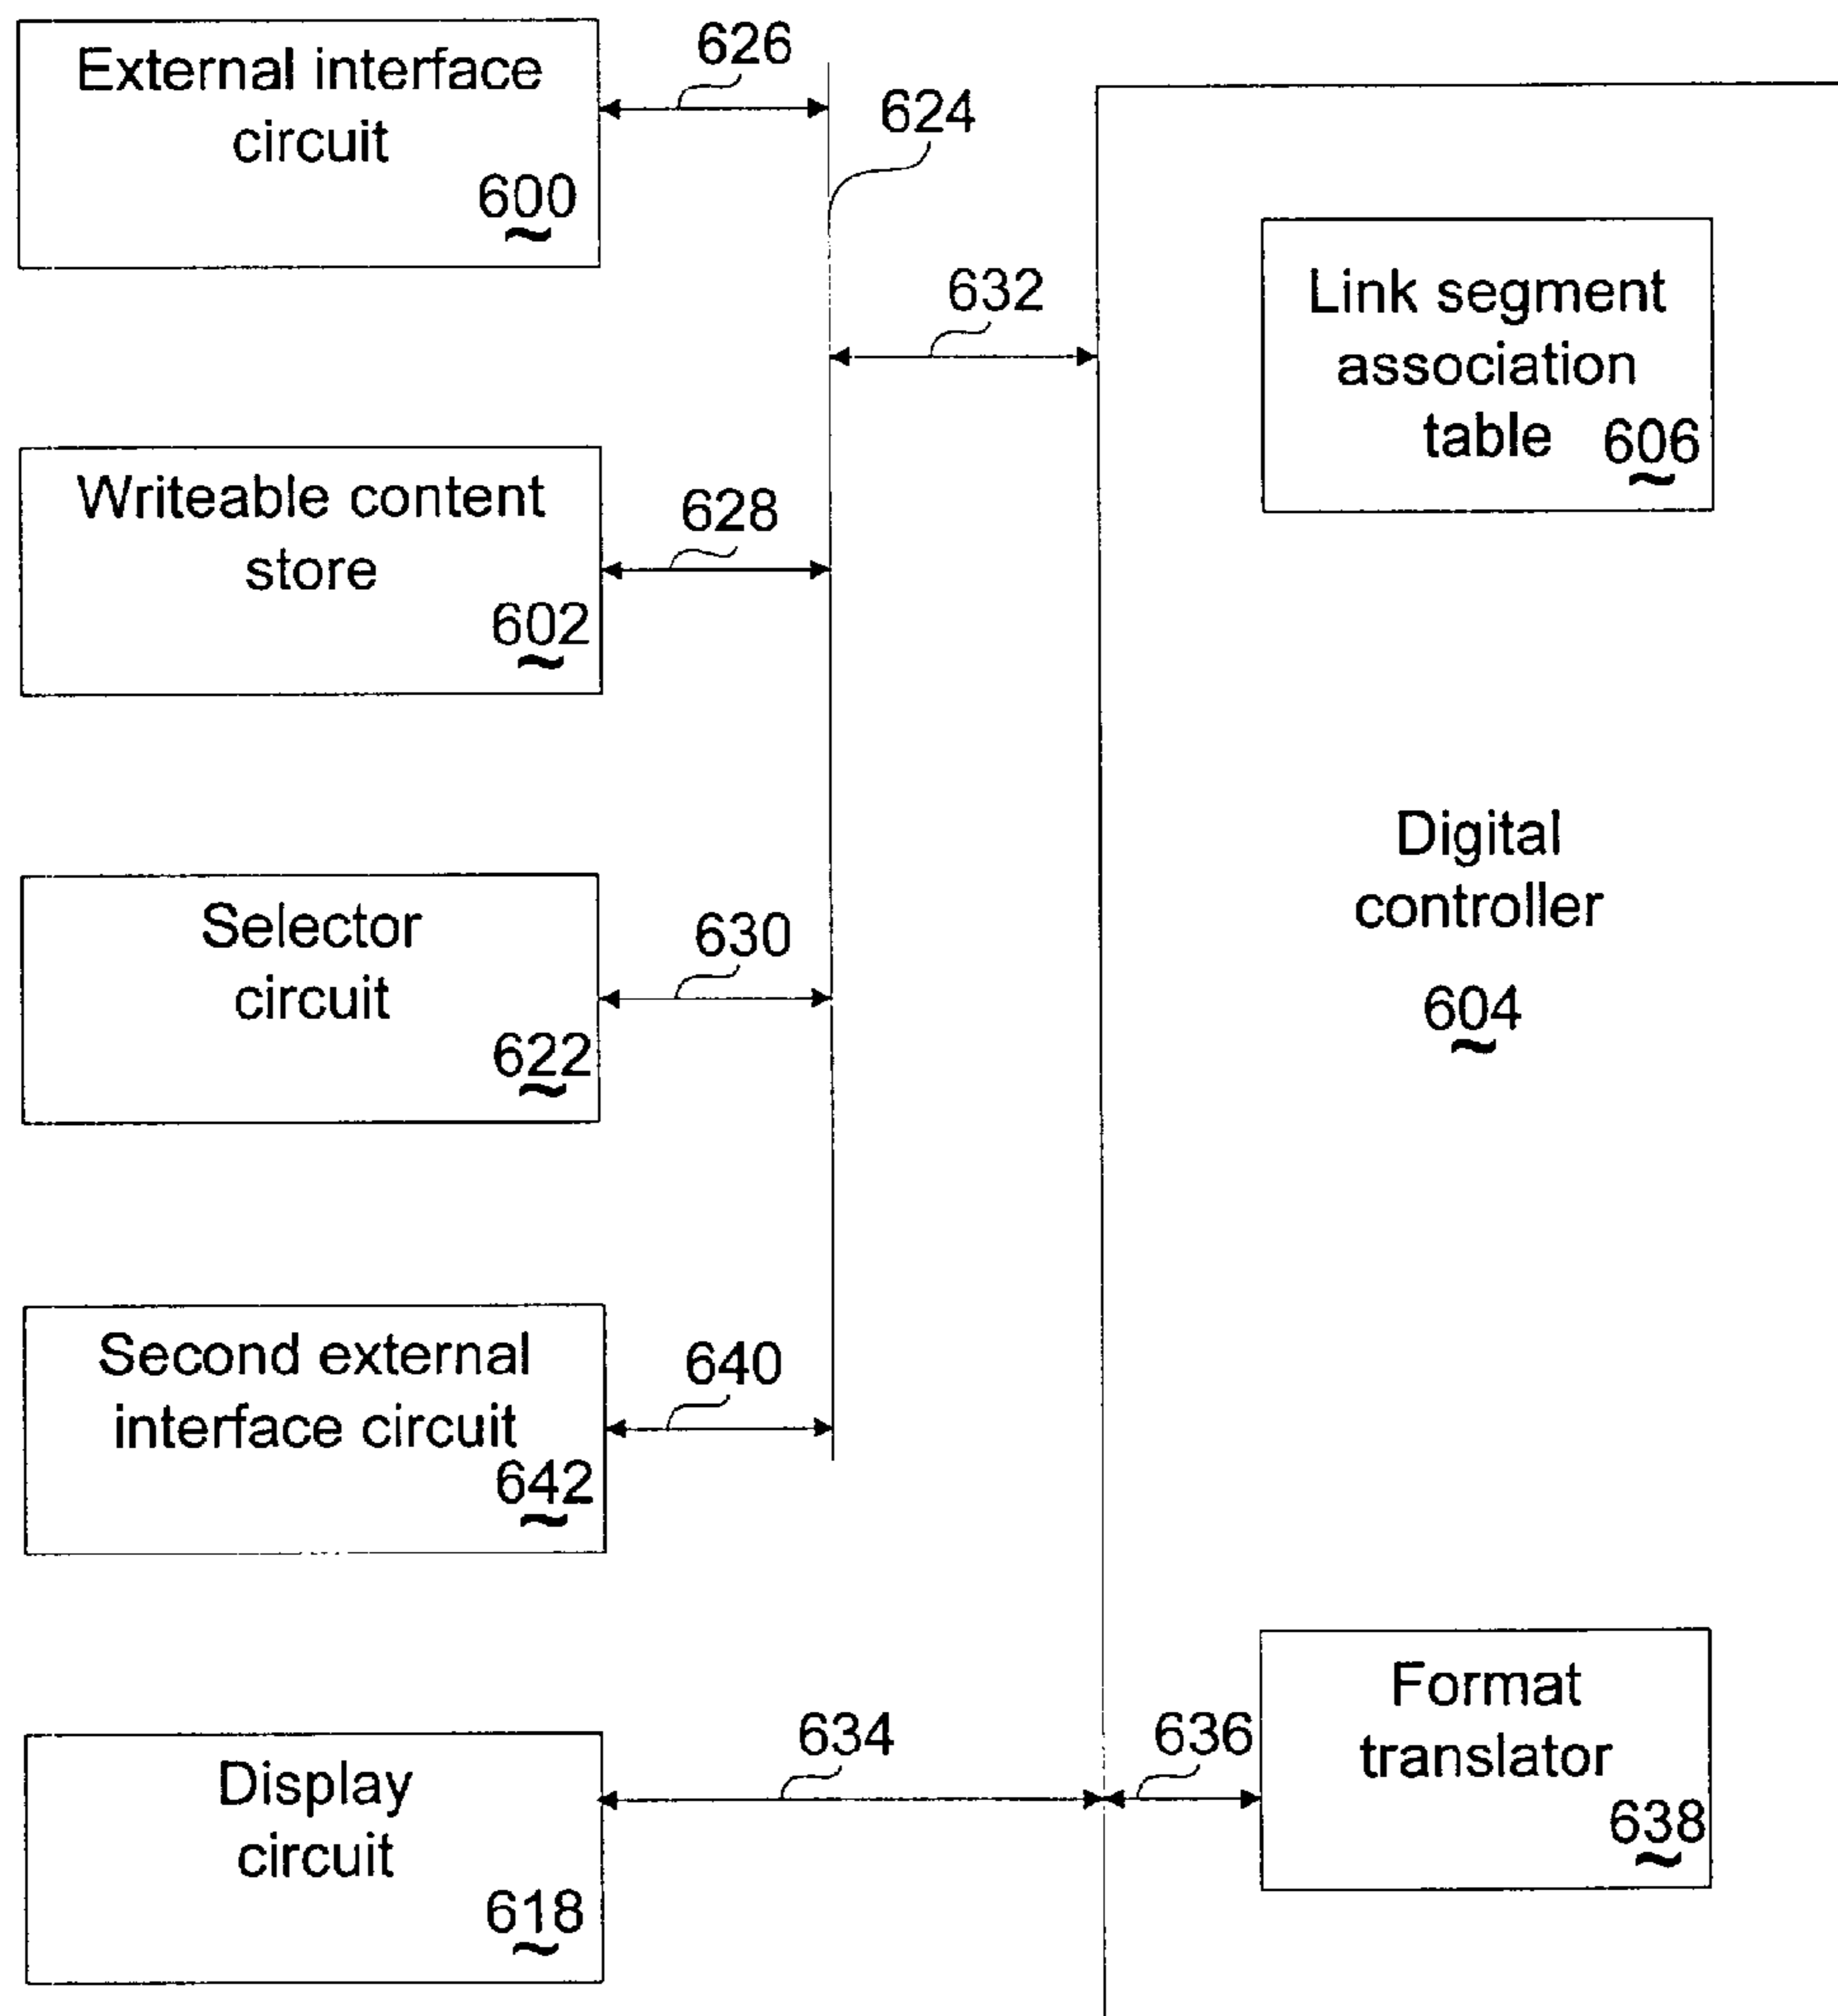 External interface
circuit
600
626
624
632
Link segment
association
table 606
Writeable content
store
602
628
Digital
controller
604
Selector
circuit
622
630
Second external
interface circuit
642
640
Display
circuit
618
634
636
Format
translator
638